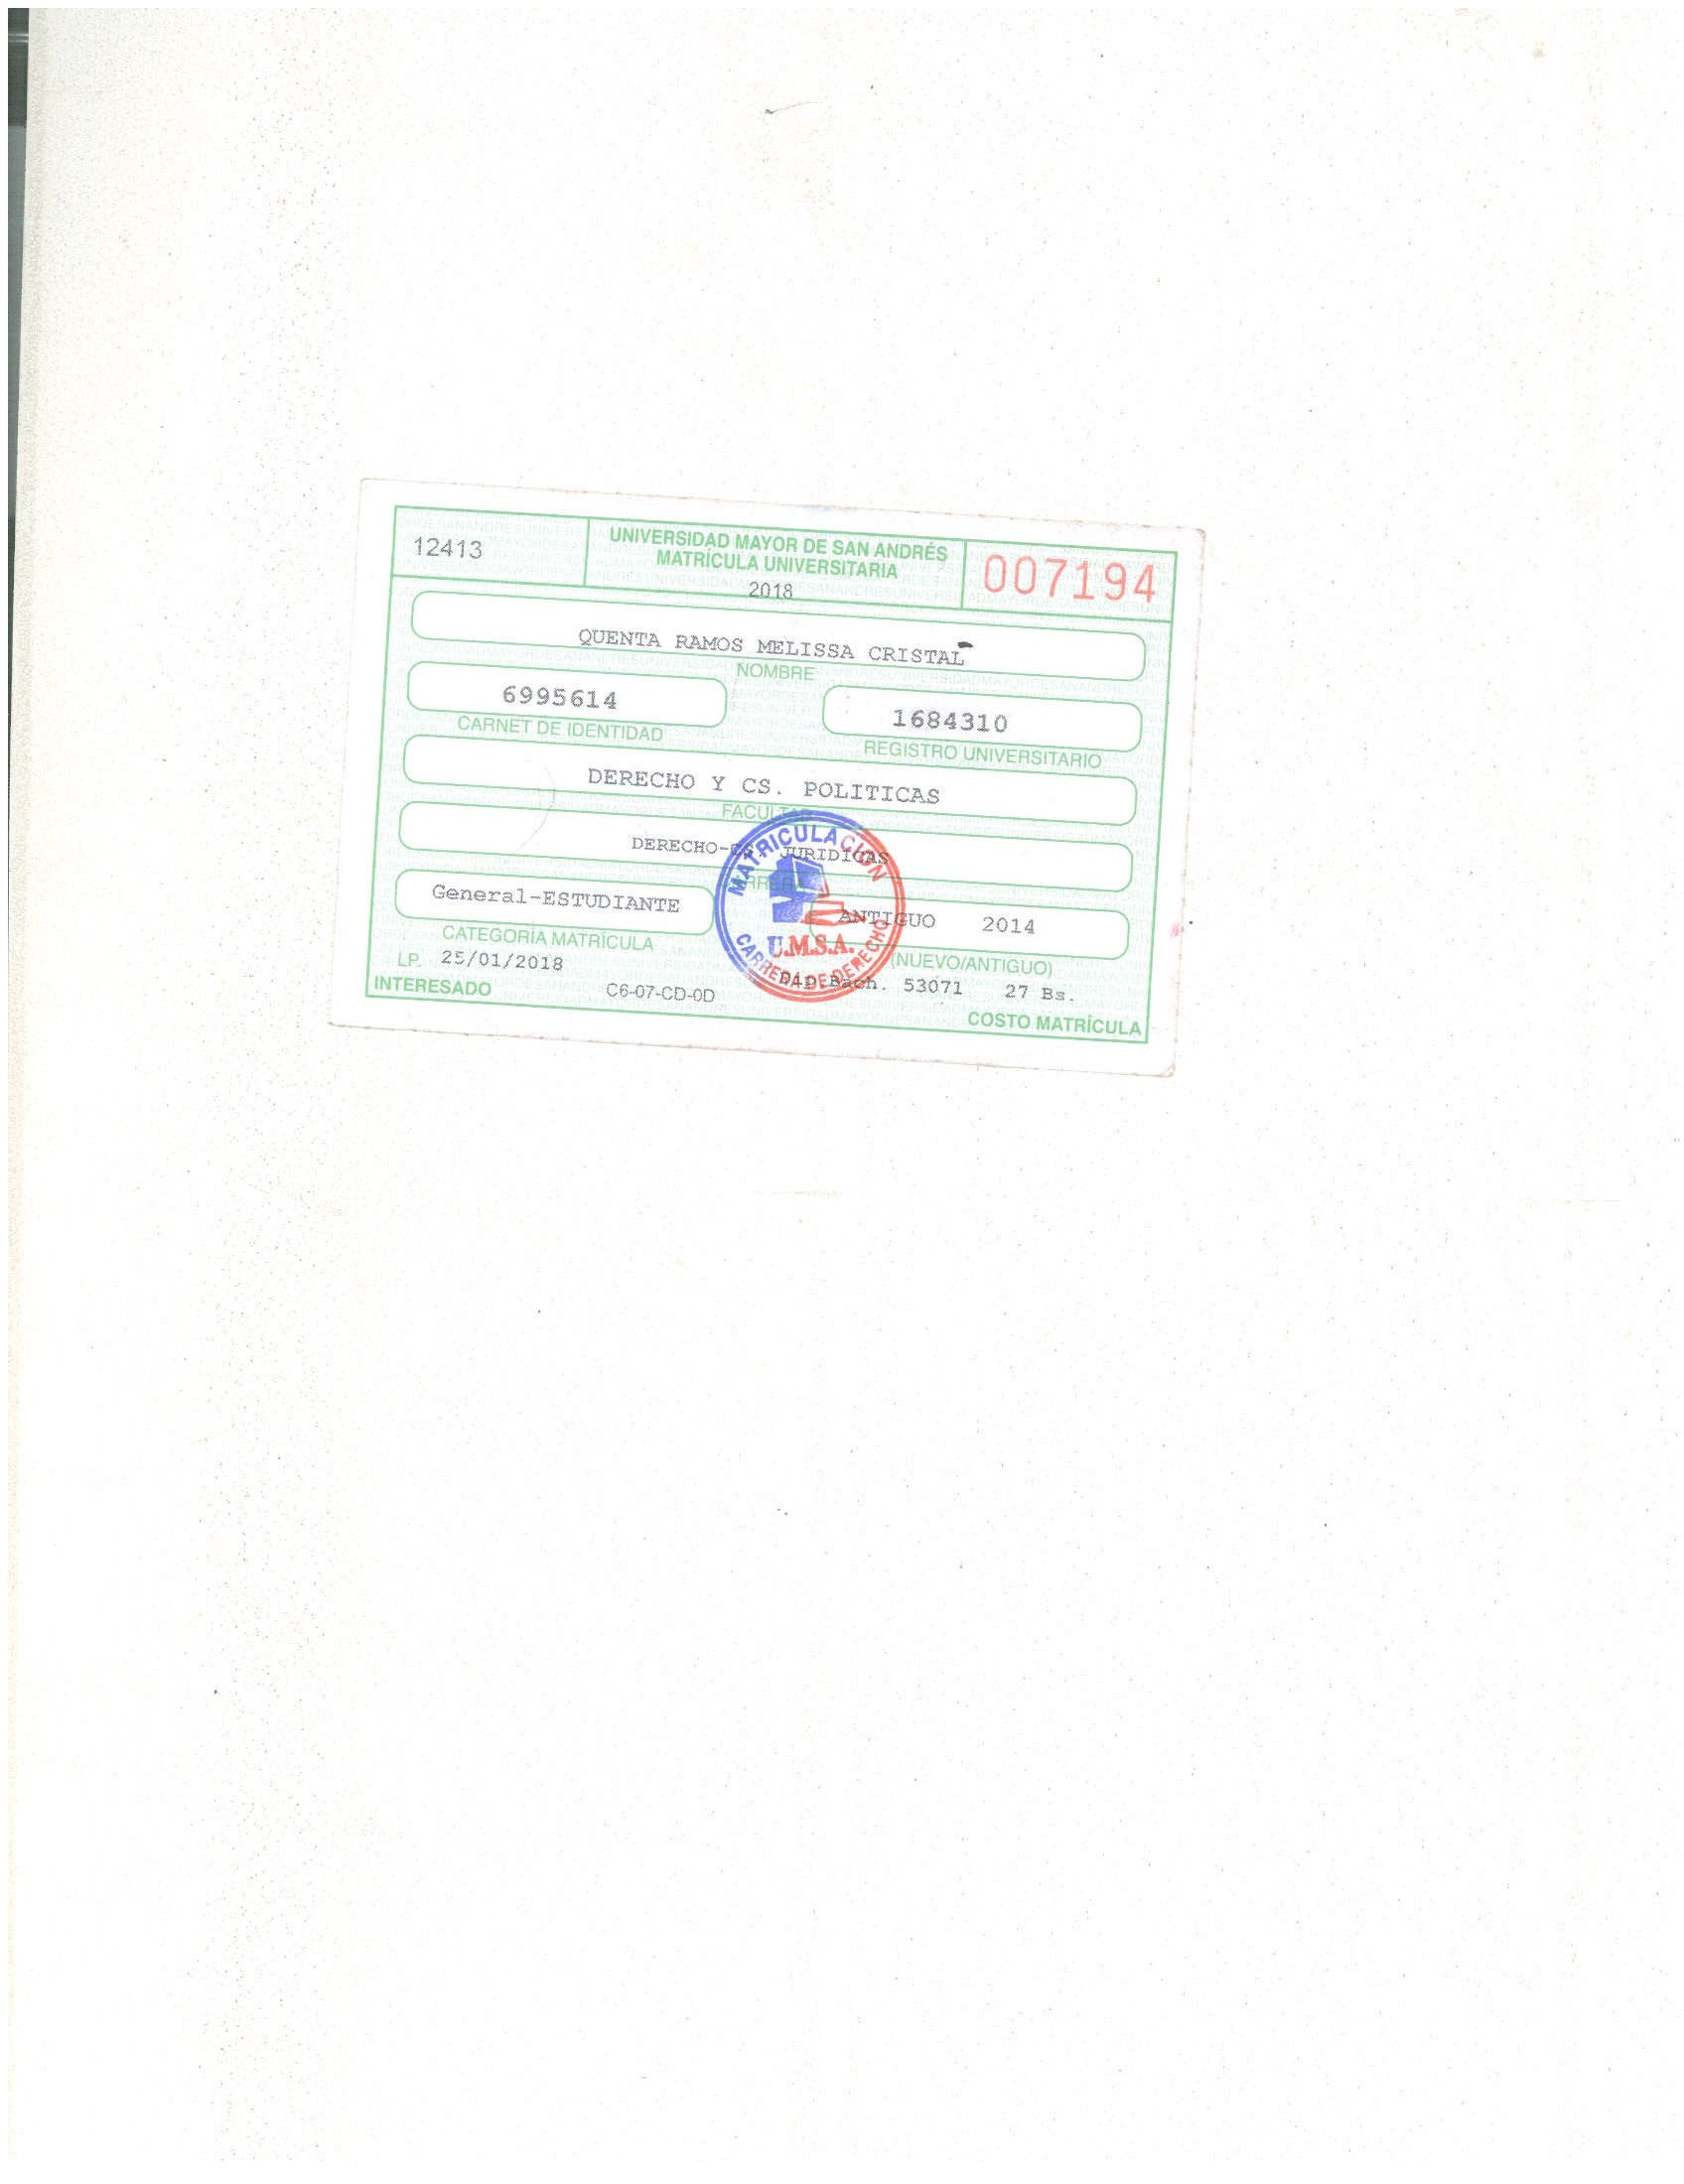 12413
UNIVERSIDAD MAYOR DE SAN ANDRÉS
MATRÍCULA UNIVERSITARIA
2018
007194
QUENTA RAMOS MELISSA CRISTAL
NOMBRE
6995614
CARNET DE IDENTIDAD
1684310
REGISTRO UNIVERSITARIO
DERECHO Y CS. POLITICAS
FACULTAD
DERECHO-CS. JURIDICAS
CARRERA
General-ESTUDIANTE
CATEGORÍA MATRÍCULA
ANTIGUO 2014
(NUEVO/ANTIGUO)
MATRICULACION
U.M.S.A.
CARRERA DE DERECHO
LP. 25/01/2018
Dip.Bach. 53071 27 Bs.
INTERESADO
C6-07-CD-0D
COSTO MATRÍCULA